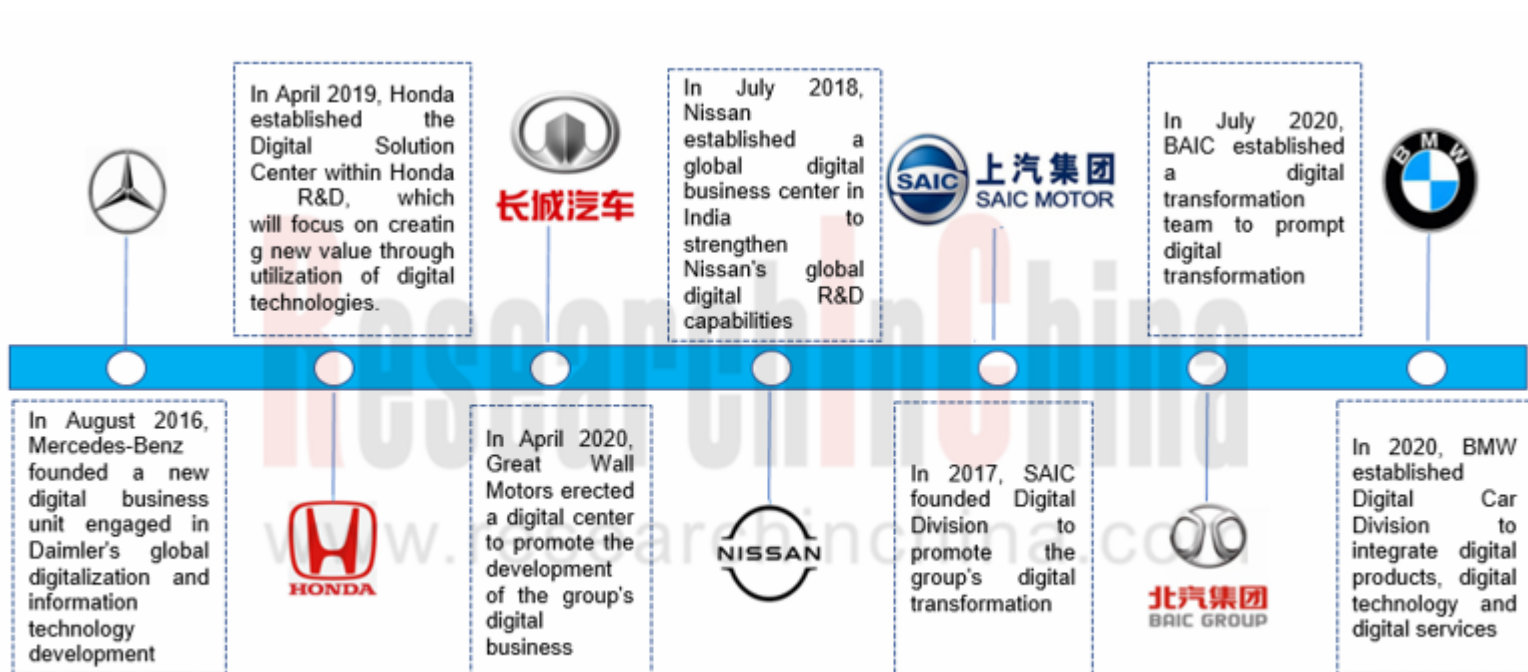 In April 2019, Honda
established the
Digital Solution
Center within Honda
R&D, which
will focus on creatin
g new value through
utilization of digital
technologies.
长城汽车
In July 2018,
Nissan
established a
global digital
business center in
India to
strengthen
Nissan's global
digital R&D
capabilities
SAIC
上汽集团
SAIC MOTOR
In July 2020,
BAIC established
a digital
transformation
team to prompt
digital
transformation
BMW
ResearchInChina
www.researchinchina.com
In August 2016,
Mercedes-Benz
founded a new
digital business
unit engaged in
Daimler's global
digitalization and
information
technology
development
HONDA
In April 2020,
Great Wall
Motors erected
a digital center
to promote the
development
of the group's
digital
business
NISSAN
In 2017, SAIC
founded Digital
Division to
promote the
group's digital
transformation
北汽集团
BAIC GROUP
In 2020, BMW
established
Digital Car
Division to
integrate digital
products, digital
technology and
digital services